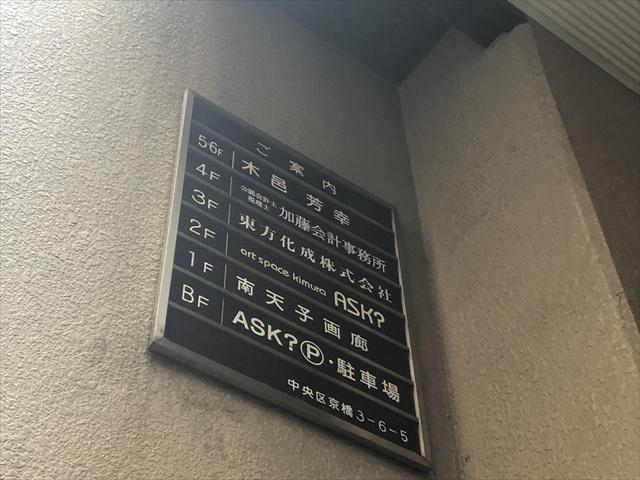 ご案内
5·6F 木邑芳幸
4F 公認会計士 税理士 加藤会計事務所
3F 東方化成株式会社
2F art space kimura ASK?
1F 南天子画廊
BF ASK? Ⓟ·駐車場
中央区京橋3-6-5